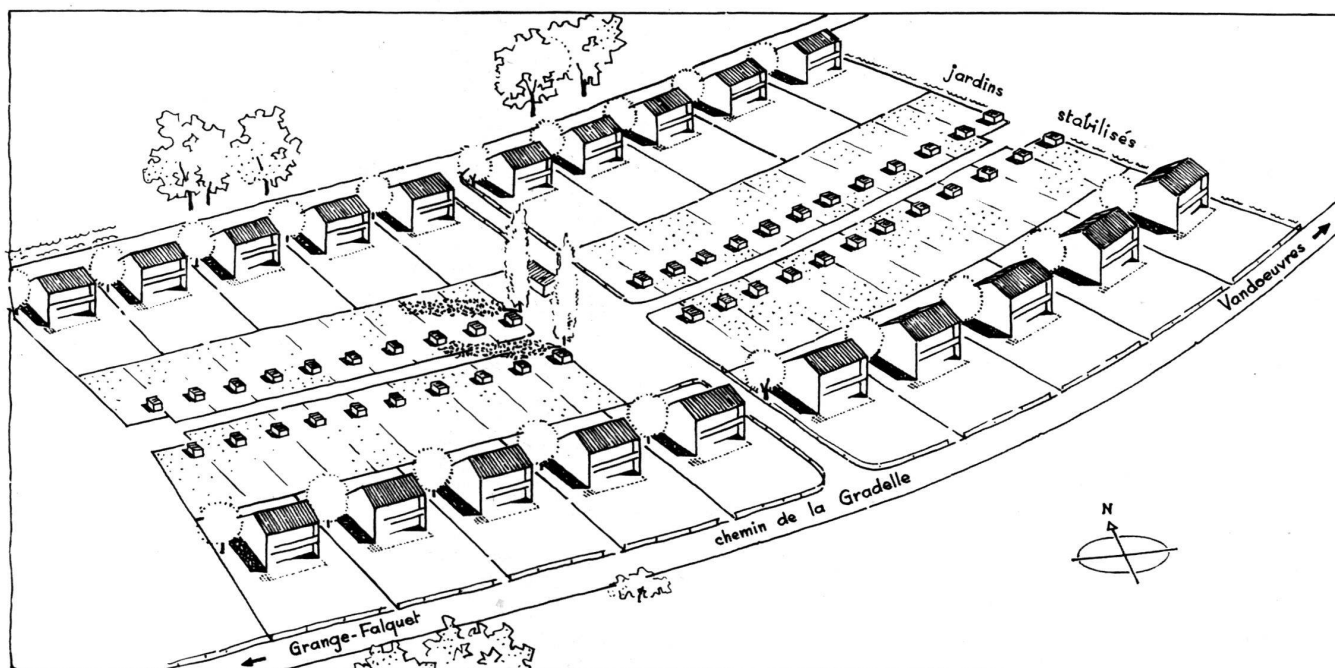 jardins
stabilisés
Vandoeuvres
chemin de la Gradelle
N
Grange-Falquet